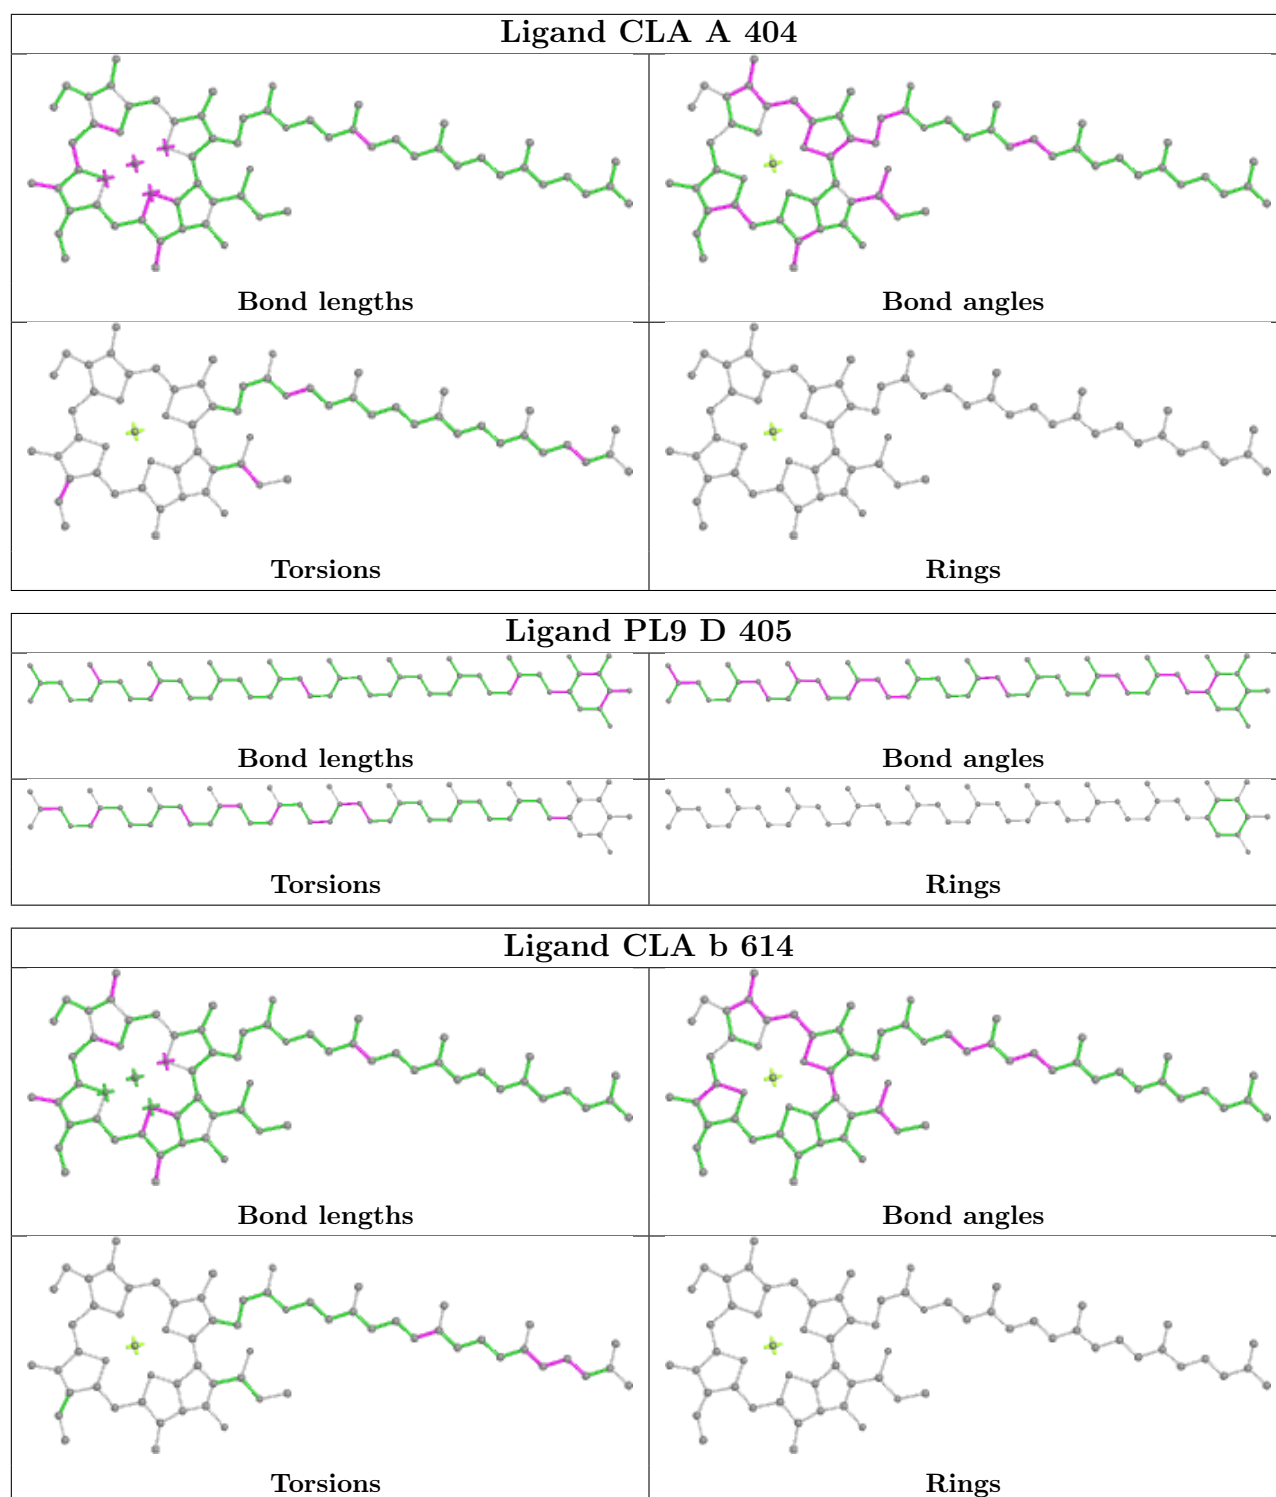 Ligand CLA A 404
Bond lengths
Bond angles
Torsions
Rings
Ligand PL9 D 405
Bond lengths
Bond angles
Torsions
Rings
Ligand CLA b 614
Bond lengths
Bond angles
Torsions
Rings